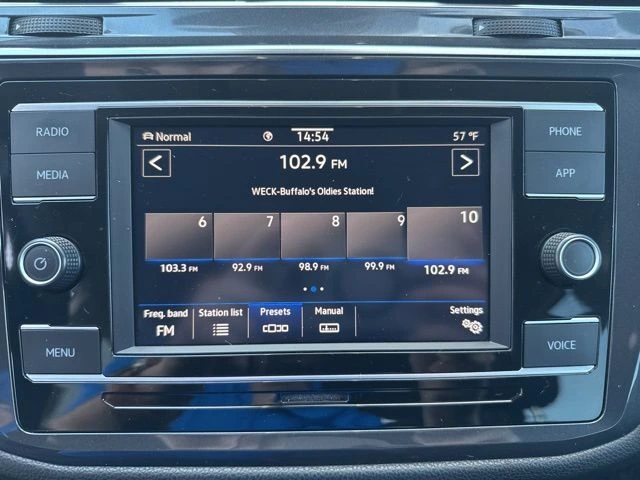 RADIO
MEDIA
MENU
Normal 14:54 57 °F
< 102.9 FM >
WECK-Buffalo's Oldies Station!
6 7 8 9 10
103.3 FM 92.9 FM 98.9 FM 99.9 FM 102.9 FM
Freq. band Station list Presets Manual Settings
FM
PHONE
APP
VOICE